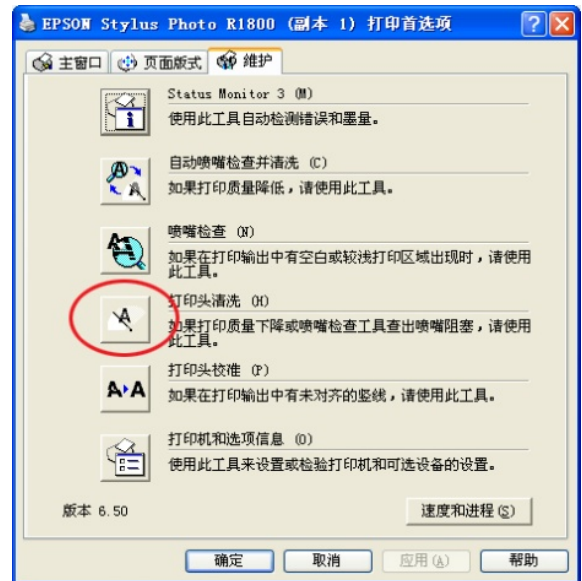 EPSON Stylus Photo R1800 (副本 1) 打印首选项
主窗口 页面版式 维护
Status Monitor 3 (M)
使用此工具自动检测错误和墨量。
自动喷嘴检查并清洗 (C)
如果打印质量降低，请使用此工具。
喷嘴检查 (N)
如果在打印输出中有空白或较浅打印区域出现时，请使用
此工具。
打印头清洗 (H)
如果打印质量下降或喷嘴检查工具查出喷嘴阻塞，请使用
此工具。
打印头校准 (P)
如果在打印输出中有未对齐的竖线，请使用此工具。
打印机和选项信息 (O)
使用此工具来设置或检验打印机和可选设备的设置。
版本 6.50 速度和进程(S)
确定 取消 应用(A) 帮助